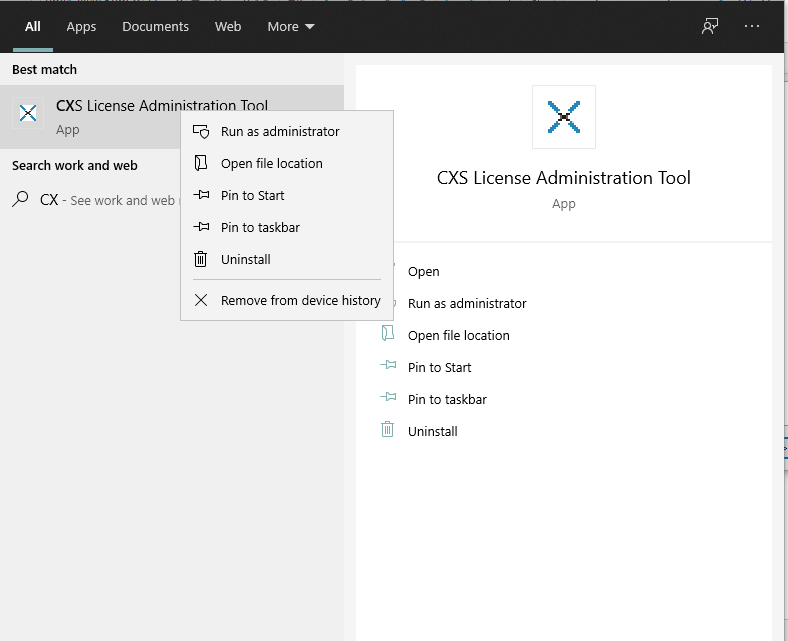 All Apps Documents Web More
Best match
CXS License Administration Tool
App
Search work and web
CX - See work and web
Run as administrator
Open file location
Pin to Start
Pin to taskbar
Uninstall
Remove from device history
CXS License Administration Tool
App
Open
Run as administrator
Open file location
Pin to Start
Pin to taskbar
Uninstall